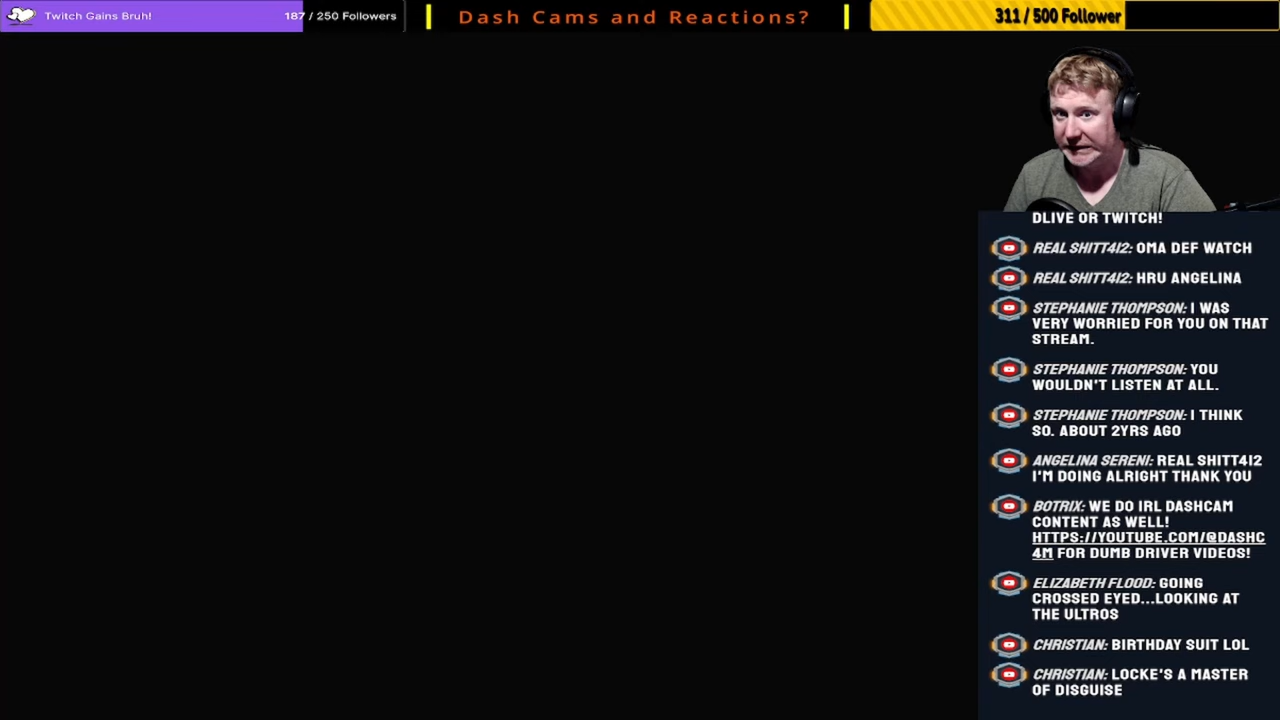 Twitch Gains Bruh!
187 / 250 Followers
Dash Cams and Reactions?
311 / 500 Follower
DLIVE OR TWITCH!
REAL SHITT412: OMA DEF WATCH
REAL SHITT412: HRU ANGELINA
STEPHANIE THOMPSON: I WAS
VERY WORRIED FOR YOU ON THAT
STREAM.
STEPHANIE THOMPSON: YOU
WOULDN'T LISTEN AT ALL.
STEPHANIE THOMPSON: I THINK
SO. ABOUT 2YRS AGO
ANGELINA SERENI: REAL SHITT412
I'M DOING ALRIGHT THANK YOU
BOTRIX: WE DO IRL DASHCAM
CONTENT AS WELL!
HTTPS://YOUTUBE.COM/@DASHC
4M FOR DUMB DRIVER VIDEOS!
ELIZABETH FLOOD: GOING
CROSSED EYED...LOOKING AT
THE ULTROS
CHRISTIAN: BIRTHDAY SUIT LOL
CHRISTIAN: LOCKE'S A MASTER
OF DISGUISE